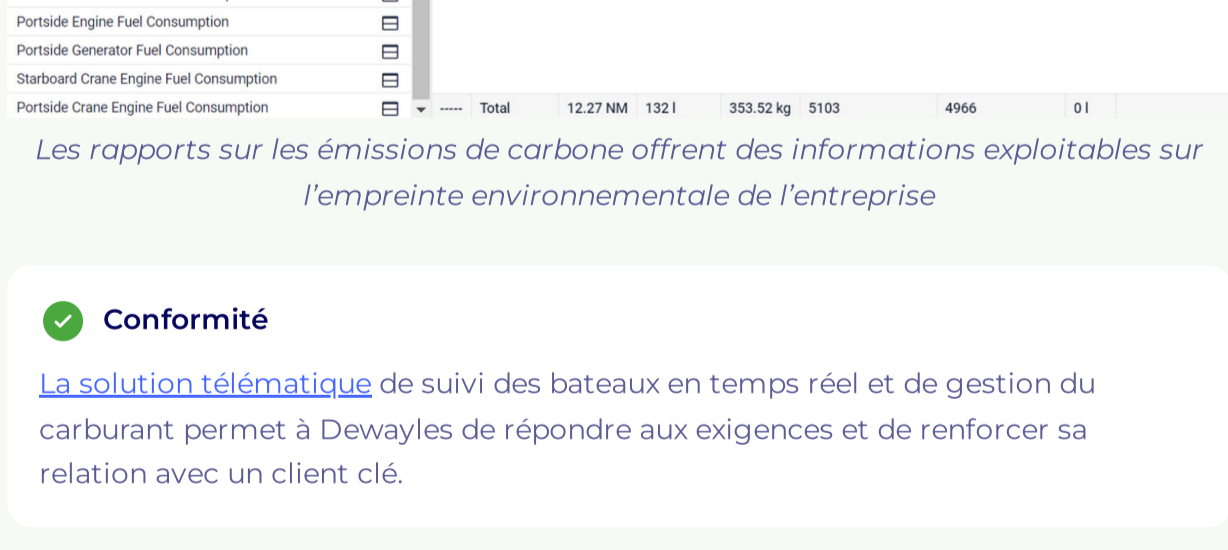 Portside Engine Fuel Consumption
Portside Generator Fuel Consumption
Starboard Crane Engine Fuel Consumption
Portside Crane Engine Fuel Consumption
----- Total 12.27 NM 132 l 353.52 kg 5103 4966 0 l
Les rapports sur les émissions de carbone offrent des informations exploitables sur
l’empreinte environnementale de l’entreprise
Conformité
La solution télématique de suivi des bateaux en temps réel et de gestion du
carburant permet à Dewayles de répondre aux exigences et de renforcer sa
relation avec un client clé.